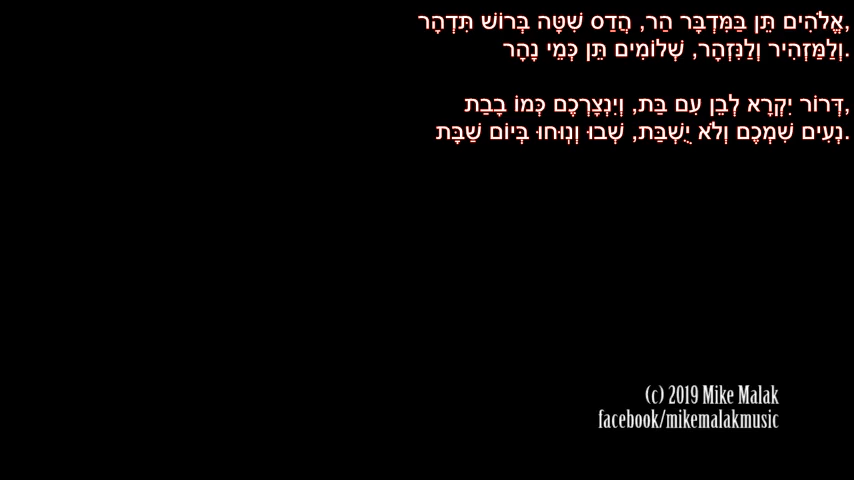 אֱלֹהִים תֵּן בַּמִּדְבָּר הַר, הֲדַס שִׁטָּה בְּרוֹשׁ תִּדְהָר,
וְלַמַּזְהִיר וְלַנִּזְהָר, שְׁלוֹמִים תֵּן כְּמֵי נָהָר.
דְּרוֹר יִקְרָא לְבֵן עִם בַּת, וְיִנְצָרְכֶם כְּמוֹ בָבַת,
נְעִים שִׁמְכֶם וְלֹא יֻשְׁבַּת, שְׁבוּ וְנוּחוּ בְּיוֹם שַׁבָּת.
(c) 2019 Mike Malak
facebook/mikemalakmusic